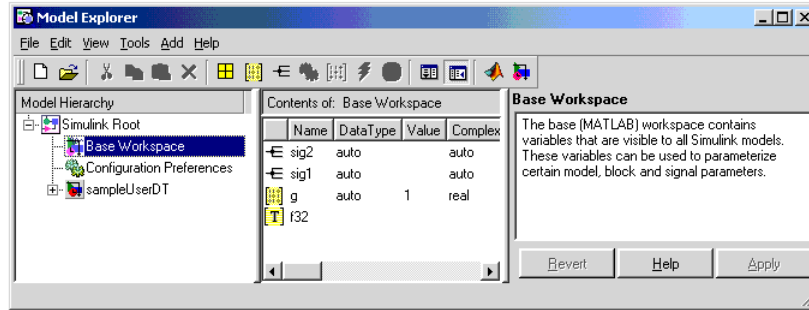 Model Explorer
File Edit View Tools Add Help
Model Hierarchy
Simulink Root
Base Workspace
Configuration Preferences
sampleUserDT
Contents of: Base Workspace
Name DataType Value Complex
sig2 auto auto
sig1 auto auto
g auto 1 real
T f32
Base Workspace
The base (MATLAB) workspace contains
variables that are visible to all Simulink models.
These variables can be used to parameterize
certain model, block and signal parameters.
Revert Help Apply